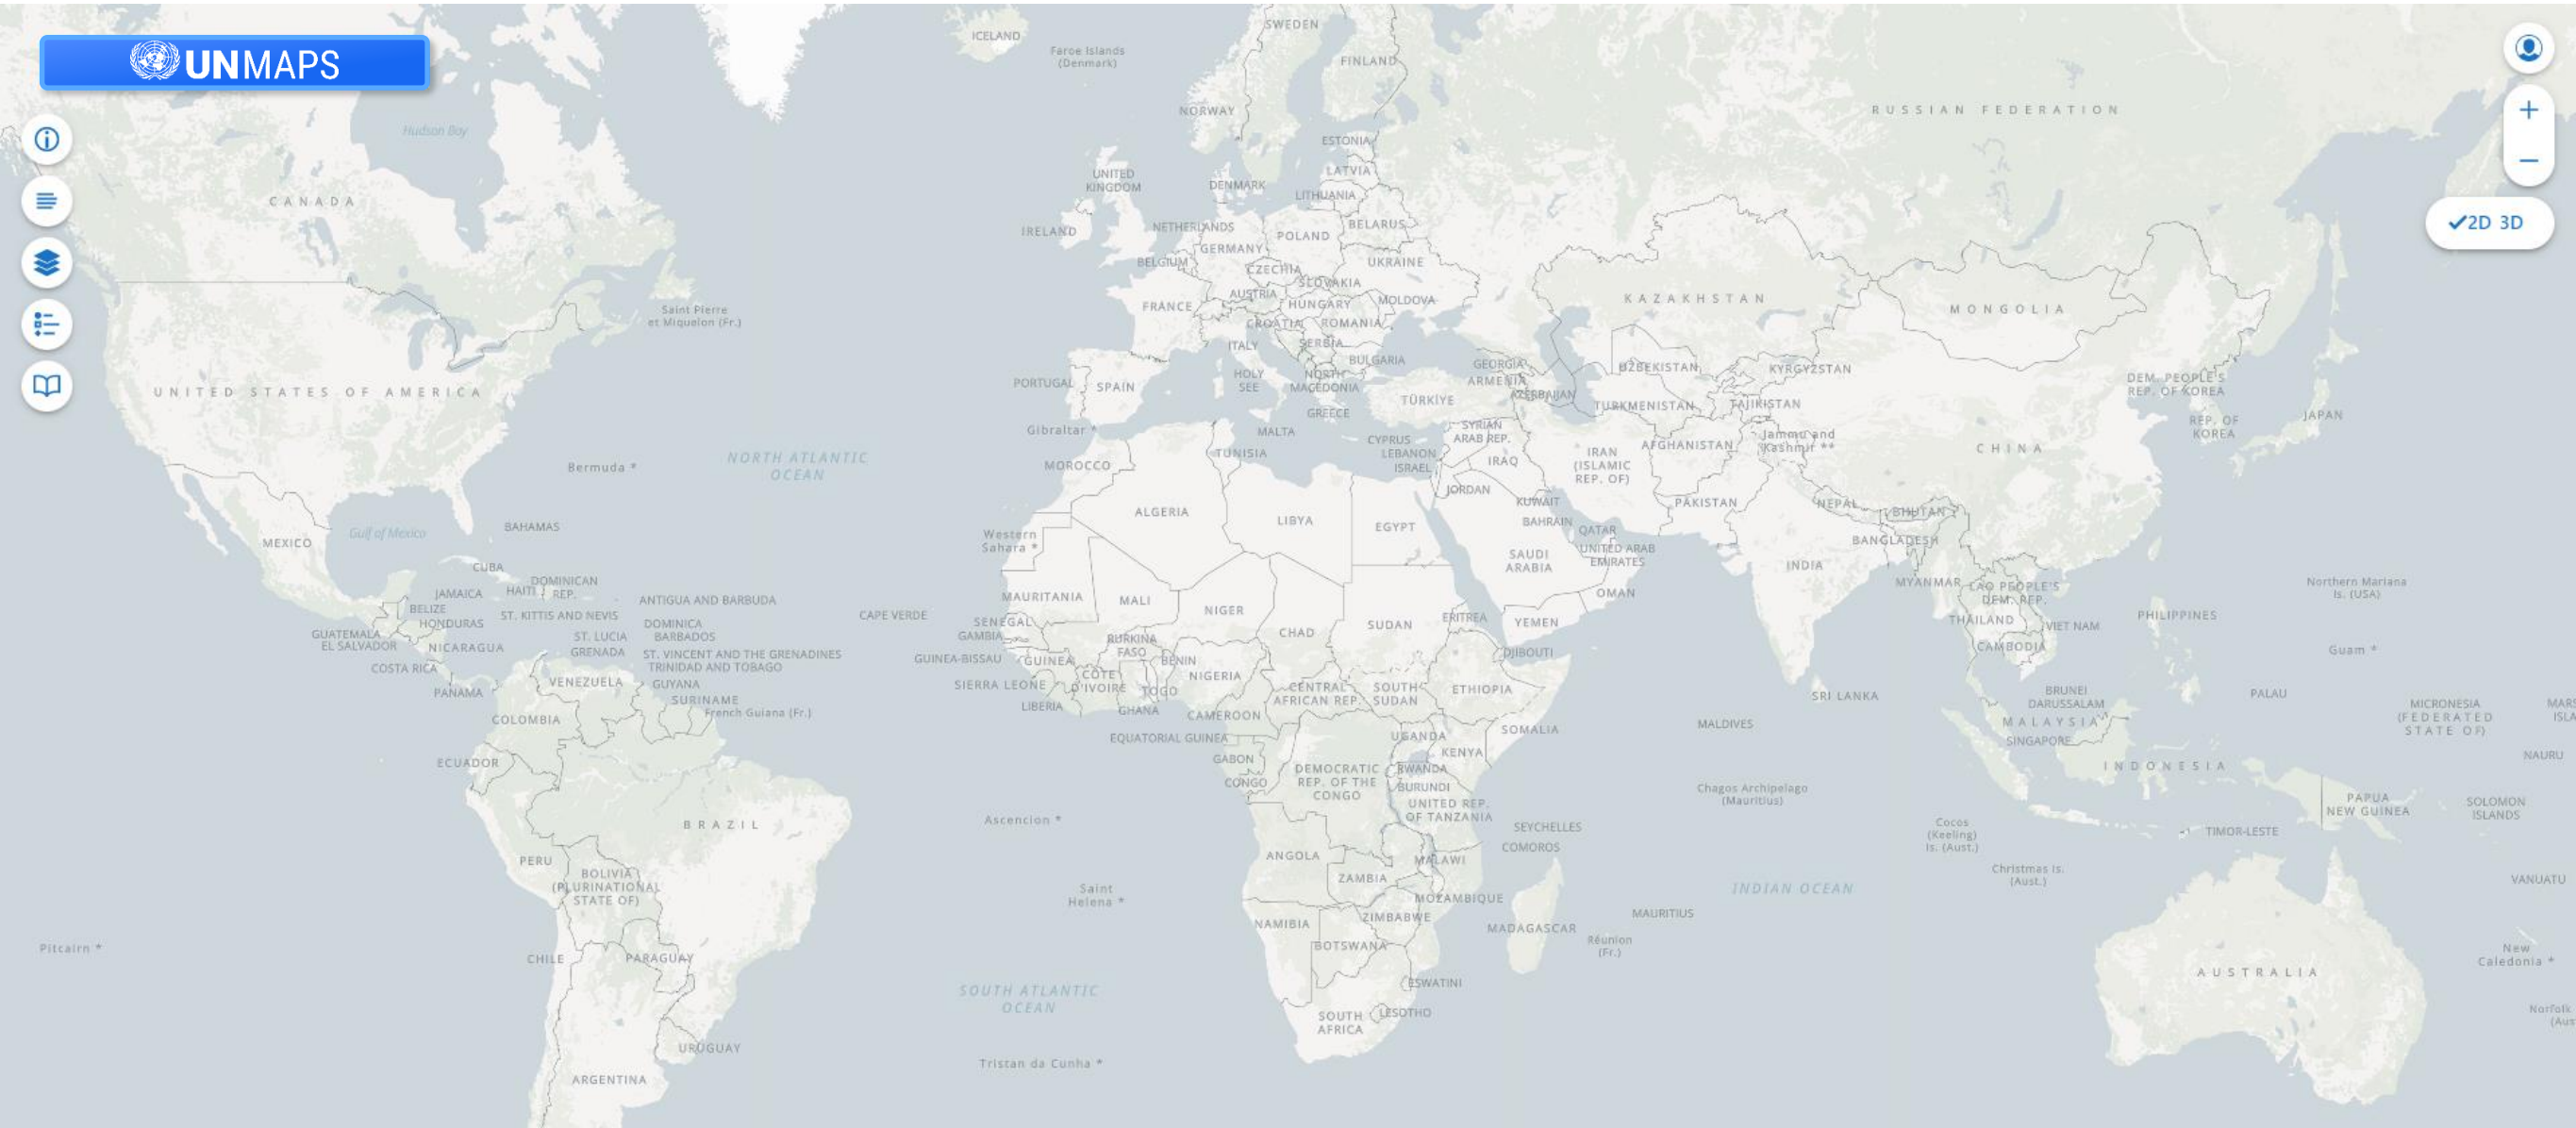 UNMAPS
SWEDEN
ICELAND
Faroe Islands
(Denmark)
FINLAND
NORWAY
RUSSIAN FEDERATION
Hudson Bay
ESTONIA
LATVIA
UNITED
KINGDOM
DENMARK
LITHUANIA
CANADA
2D 3D
IRELAND
NETHERLANDS
BELARUS
POLAND
GERMANY
BELGIUM
UKRAINE
CZECHIA
SLOVAKIA
AUSTRIA
HUNGARY
MOLDOVA
FRANCE
KAZAKHSTAN
MONGOLIA
Saint Pierre
et Miquelon (Fr.)
CROATIA
ROMANIA
ITALY
SERBIA
BULGARIA
GEORGIA
UZBEKISTAN
KYRGYZSTAN
HOLY
SEE
NORTH
MACEDONIA
ARMENIA
AZERBAIJAN
PORTUGAL
SPAIN
UNITED STATES OF AMERICA
TÜRKİYE
TURKMENISTAN
TAJIKISTAN
DEM. PEOPLE'S
REP. OF KOREA
GREECE
JAPAN
REP. OF
KOREA
Gibraltar *
MALTA
CYPRUS
LEBANON
ISRAEL
SYRIAN
ARAB REP.
AFGHANISTAN
Jammu and
Kashmir **
CHINA
NORTH ATLANTIC
OCEAN
Bermuda *
MOROCCO
TUNISIA
IRAQ
IRAN
(ISLAMIC
REP. OF)
JORDAN
KUWAIT
PAKISTAN
NEPAL
BHUTAN
ALGERIA
LIBYA
EGYPT
BAHRAIN
QATAR
BAHAMAS
Gulf of Mexico
MEXICO
Western
Sahara *
SAUDI
ARABIA
UNITED ARAB
EMIRATES
INDIA
BANGLADESH
MYANMAR
LAO PEOPLE'S
DEM. REP.
Northern Mariana
Is. (USA)
CUBA
HAITI
DOMINICAN
REP.
JAMAICA
ANTIGUA AND BARBUDA
BELIZE
HONDURAS
ST. KITTIS AND NEVIS
CAPE VERDE
MAURITANIA
MALI
NIGER
CHAD
SUDAN
ERITREA
YEMEN
OMAN
THAILAND
VIET NAM
PHILIPPINES
GUATEMALA
EL SALVADOR
NICARAGUA
ST. LUCIA
GRENADA
DOMINICA
BARBADOS
ST. VINCENT AND THE GRENADINES
TRINIDAD AND TOBAGO
SENEGAL
GAMBIA
GUINEA-BISSAU
GUINEA
BURKINA
FASO
BENIN
NIGERIA
DJIBOUTI
CAMBODIA
Guam *
COSTA RICA
PANAMA
VENEZUELA
GUYANA
SURINAME
French Guiana (Fr.)
SIERRA LEONE
LIBERIA
CÔTE
D'IVOIRE
TOGO
GHANA
CAMEROON
CENTRAL
AFRICAN REP.
SOUTH
SUDAN
ETHIOPIA
SOMALIA
SRI LANKA
MALDIVES
BRUNEI
DARUSSALAM
MALAYSIA
SINGAPORE
PALAU
MICRONESIA
(FEDERATED
STATE OF)
MARS
ISLA
COLOMBIA
EQUATORIAL GUINEA
UGANDA
KENYA
NAURU
ECUADOR
GABON
CONGO
DEMOCRATIC
REP. OF THE
CONGO
RWANDA
BURUNDI
UNITED REP.
OF TANZANIA
INDONESIA
Chagos Archipelago
(Mauritius)
PAPUA
NEW GUINEA
SOLOMON
ISLANDS
BRAZIL
Ascencion *
SEYCHELLES
COMOROS
Cocos
(Keeling)
Is. (Aust.)
TIMOR-LESTE
PERU
ANGOLA
MALAWI
ZAMBIA
Christmas Is.
(Aust.)
VANUATU
BOLIVIA
(PLURINATIONAL
STATE OF)
Saint
Helena *
MOZAMBIQUE
INDIAN OCEAN
NAMIBIA
ZIMBABWE
MADAGASCAR
MAURITIUS
Pitcairn *
CHILE
PARAGUAY
BOTSWANA
Réunion
(Fr.)
New
Caledonia *
AUSTRALIA
SOUTH ATLANTIC
OCEAN
ESWATINI
SOUTH
AFRICA
LESOTHO
Norfolk
(Aus
URUGUAY
Tristan da Cunha *
ARGENTINA